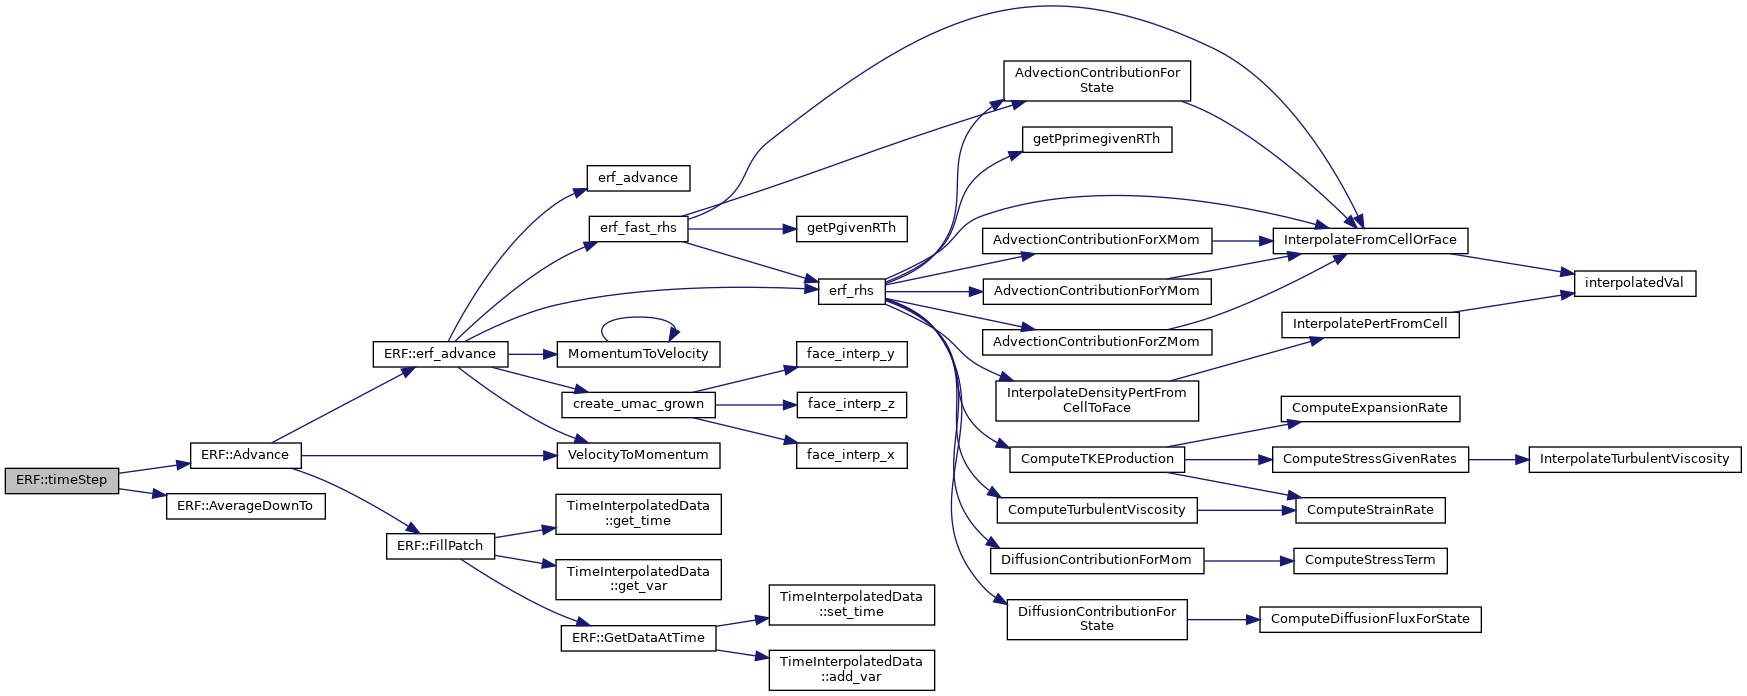 ERF::timeStep
ERF::Advance
ERF::AverageDownTo
ERF::erf_advance
ERF::FillPatch
erf_advance
erf_fast_rhs
MomentumToVelocity
create_umac_grown
VelocityToMomentum
TimeInterpolatedData
::get_time
TimeInterpolatedData
::get_var
ERF::GetDataAtTime
getPgivenRTh
erf_rhs
face_interp_y
face_interp_z
face_interp_x
TimeInterpolatedData
::set_time
TimeInterpolatedData
::add_var
AdvectionContributionFor
State
getPprimegivenRTh
AdvectionContributionForXMom
AdvectionContributionForYMom
AdvectionContributionForZMom
InterpolateDensityPertFrom
CellToFace
ComputeTKEProduction
ComputeTurbulentViscosity
DiffusionContributionForMom
DiffusionContributionFor
State
InterpolateFromCellOrFace
InterpolatePertFromCell
ComputeExpansionRate
ComputeStressGivenRates
ComputeStrainRate
ComputeStressTerm
ComputeDiffusionFluxForState
interpolatedVal
InterpolateTurbulentViscosity